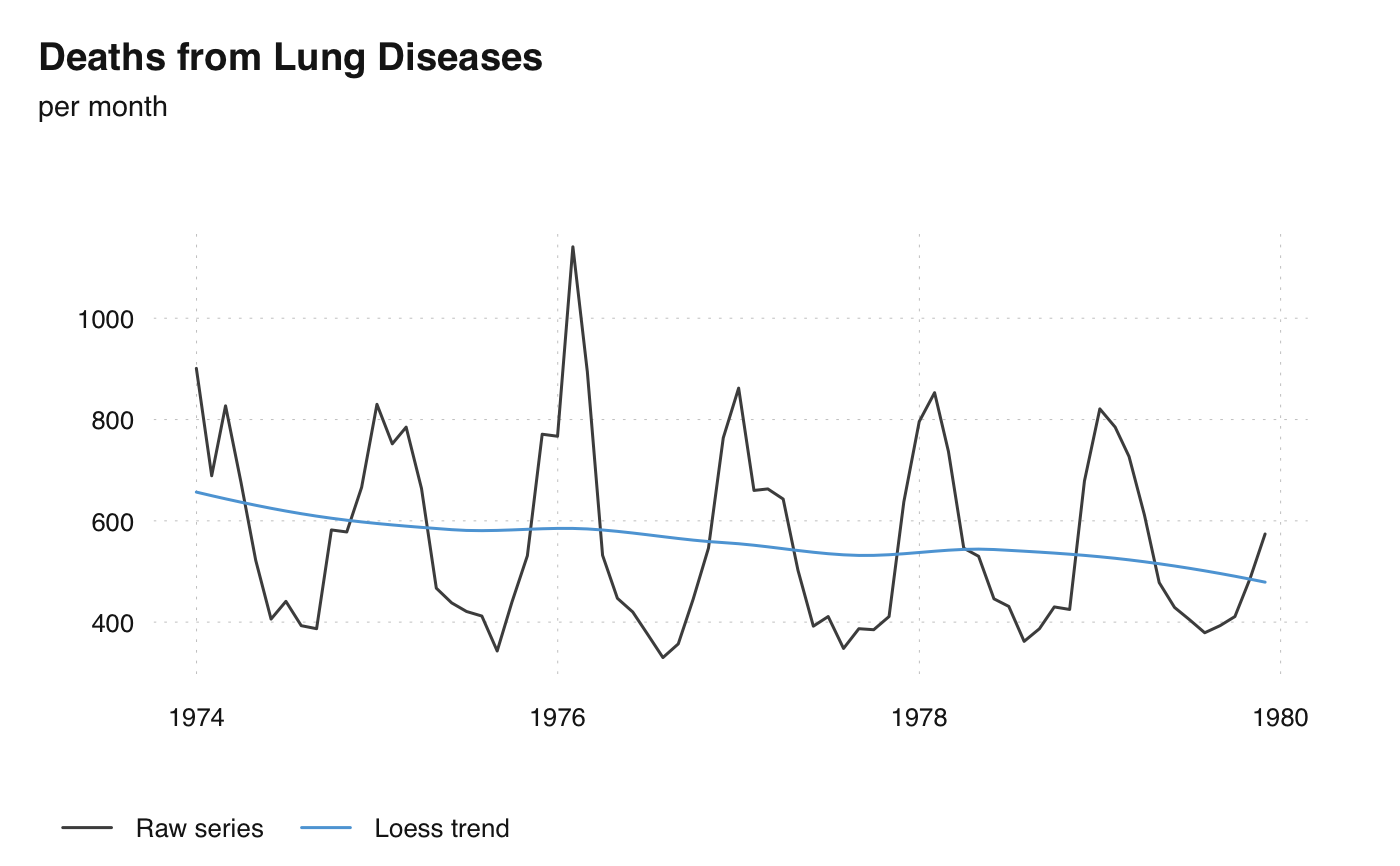 Deaths from Lung Diseases
per month
1000
800
600
400
1974 1976 1978 1980
Raw series Loess trend